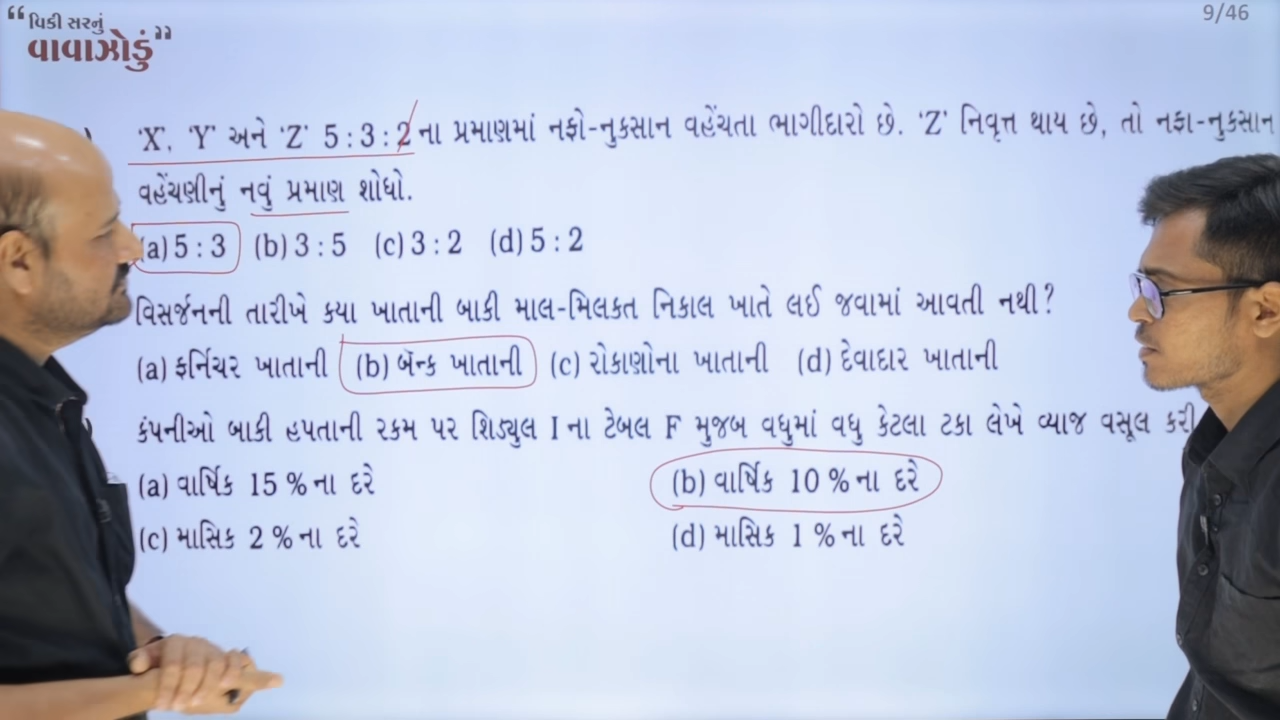 “વિકી સરનું
વાવાઝોડું”
9/46
‘X’, ‘Y’ અને ‘Z’ 5 : 3 : 2 ના પ્રમાણમાં નફો-નુકસાન વહેંચતા ભાગીદારો છે. ‘Z’ નિવૃત્ત થાય છે, તો નફા-નુકસાન
વહેંચણીનું નવું પ્રમાણ શોધો.
(a) 5 : 3 (b) 3 : 5 (c) 3 : 2 (d) 5 : 2
વિસર્જનની તારીખે કયા ખાતાની બાકી માલ-મિલકત નિકાલ ખાતે લઈ જવામાં આવતી નથી?
(a) ફર્નિચર ખાતાની (b) બૅન્ક ખાતાની (c) રોકાણોના ખાતાની (d) દેવાદાર ખાતાની
કંપનીઓ બાકી હપતાની રકમ પર શિડ્યુલ I ના ટેબલ F મુજબ વધુમાં વધુ કેટલા ટકા લેખે વ્યાજ વસૂલ કરી
(a) વાર્ષિક 15 % ના દરે (b) વાર્ષિક 10 % ના દરે
(c) માસિક 2 % ના દરે (d) માસિક 1 % ના દરે